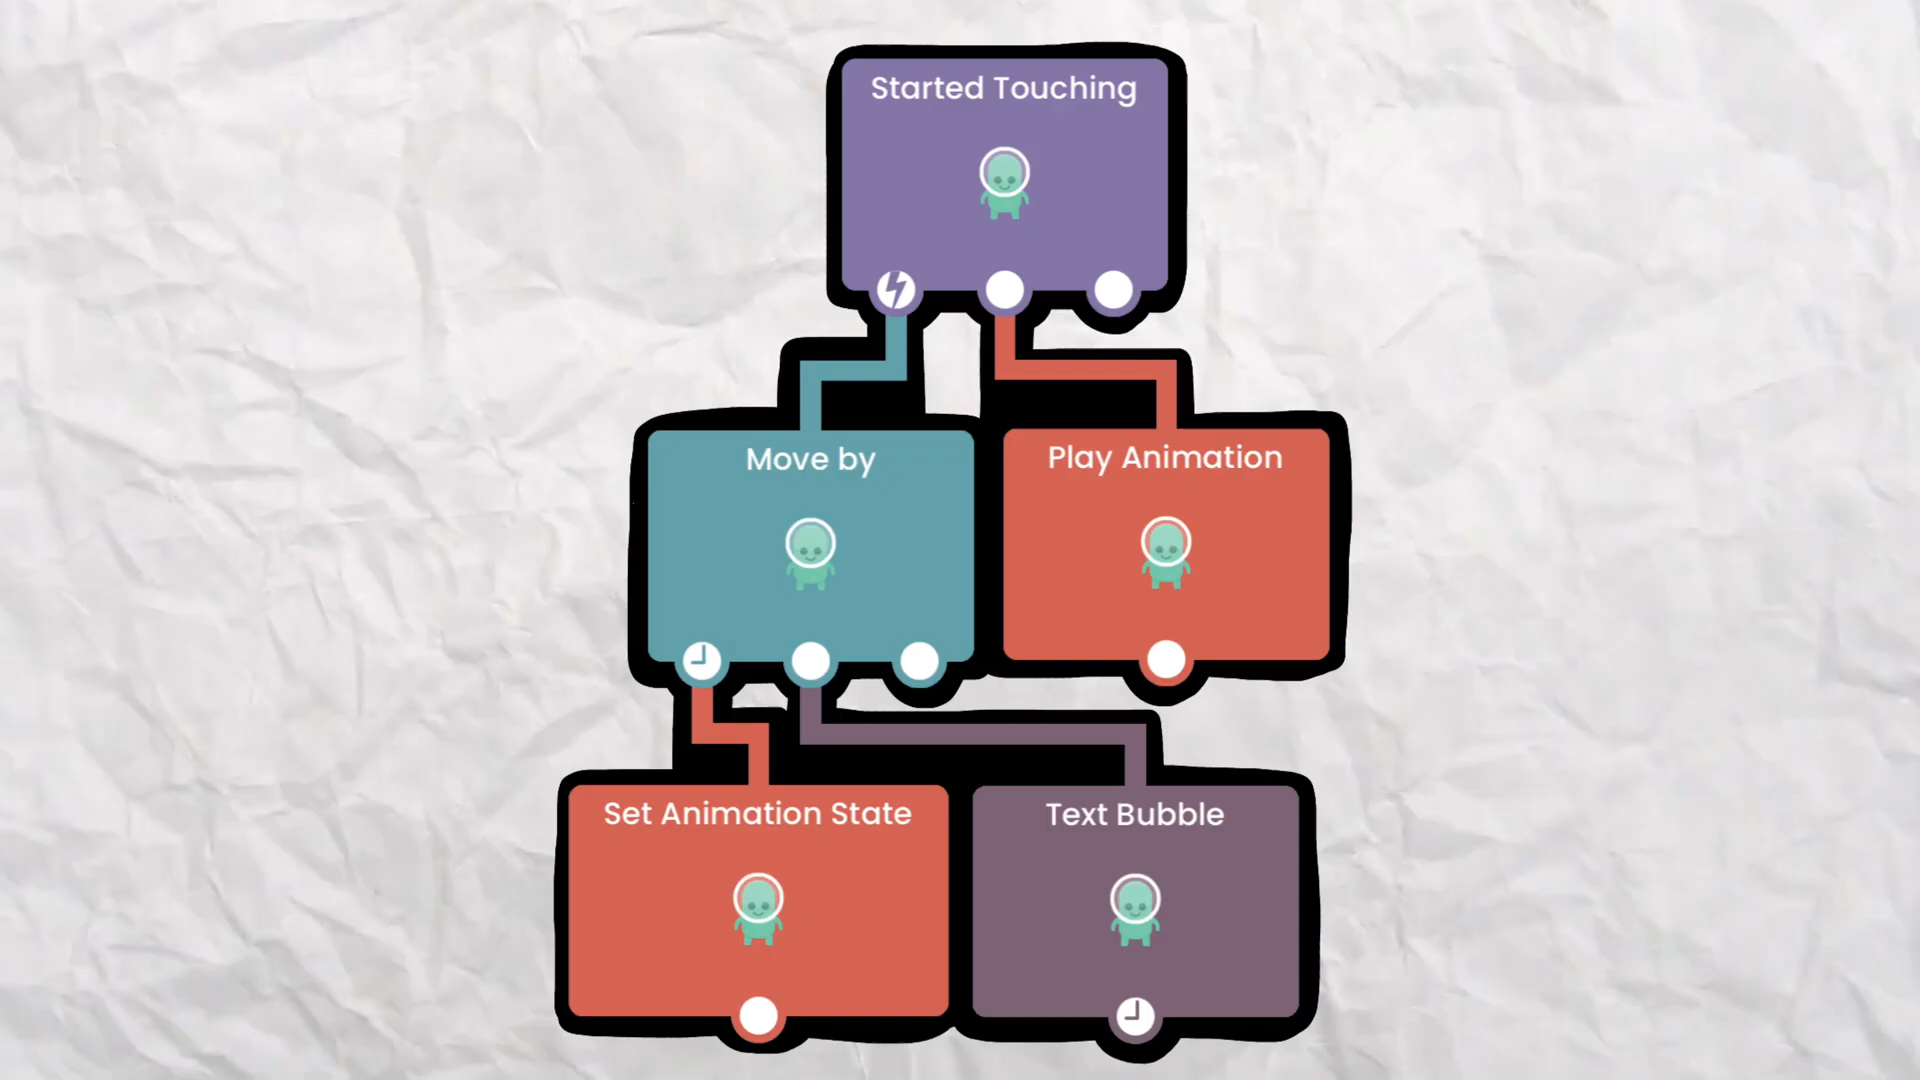 Started Touching
Move by
Play Animation
Set Animation State
Text Bubble